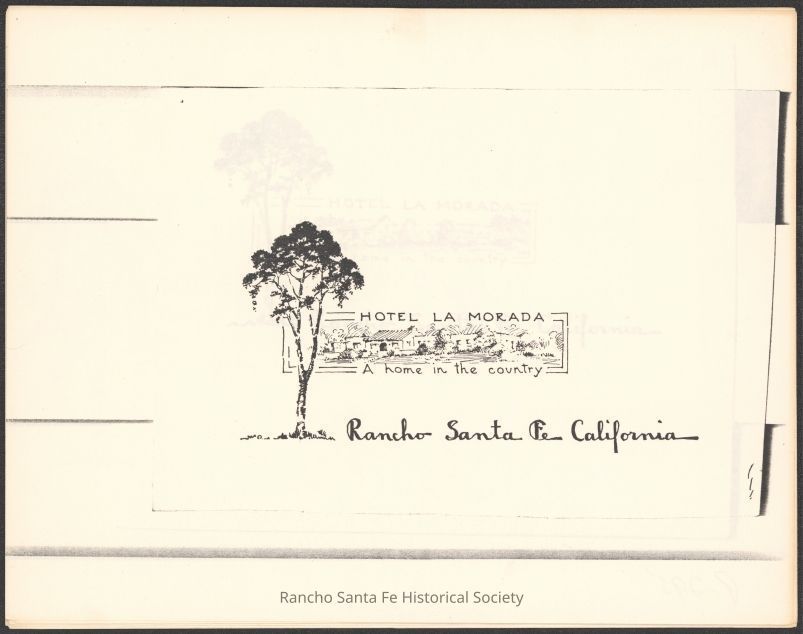 HOTEL LA MORADA
A home in the country
Rancho Santa Fe California
Rancho Santa Fe Historical Society